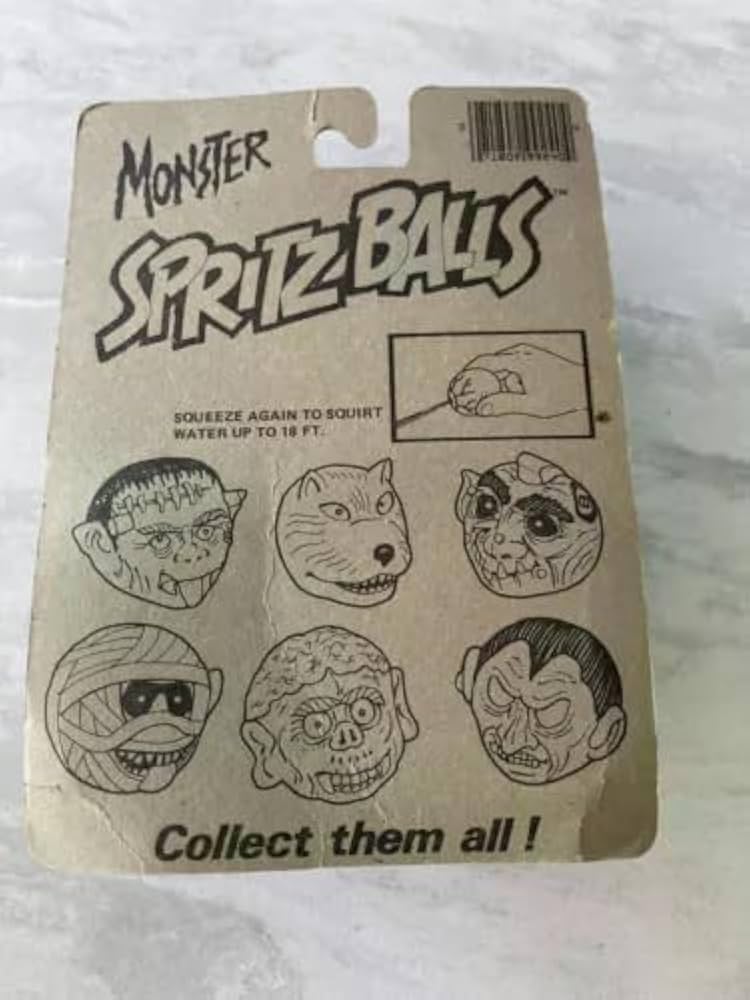 MONSTER
SPRITZ BALLS™
SQUEEZE AGAIN TO SQUIRT
WATER UP TO 18 FT.
Collect them all!